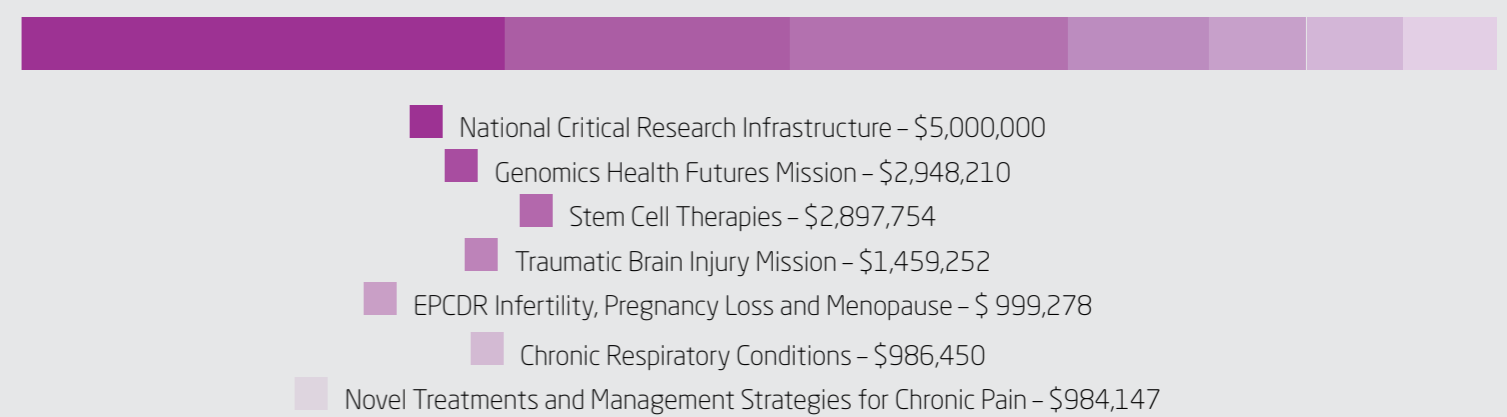 National Critical Research Infrastructure – $5,000,000
Genomics Health Futures Mission – $2,948,210
Stem Cell Therapies – $2,897,754
Traumatic Brain Injury Mission – $1,459,252
EPCDR Infertility, Pregnancy Loss and Menopause – $ 999,278
Chronic Respiratory Conditions – $986,450
Novel Treatments and Management Strategies for Chronic Pain – $984,147